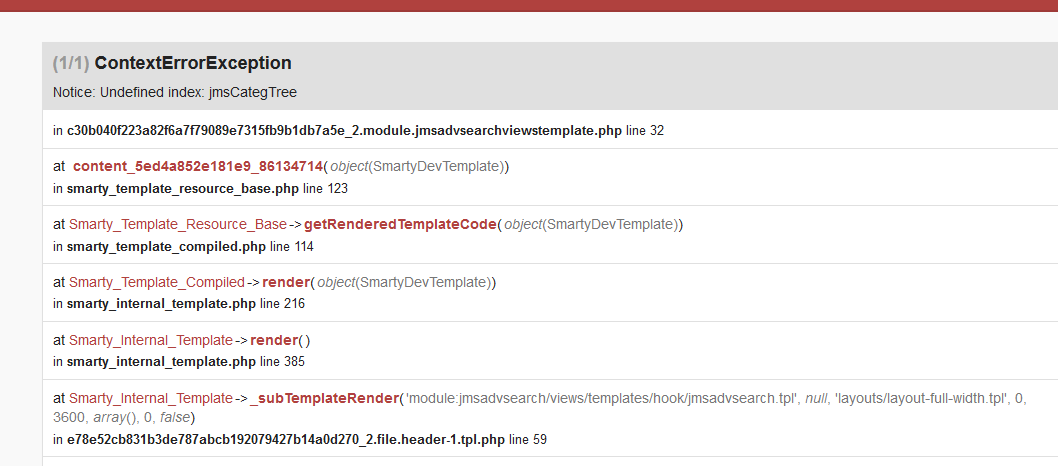 (1/1) ContextErrorException
Notice: Undefined index: jmsCategTree
in c30b040f223a82f6a7f79089e7315fb9b1db7a5e_2.module.jmsadvsearchviewstemplate.php line 32
at content_5ed4a852e181e9_86134714(object(SmartyDevTemplate))
in smarty_template_resource_base.php line 123
at Smarty_Template_Resource_Base->getRenderedTemplateCode(object(SmartyDevTemplate))
in smarty_template_compiled.php line 114
at Smarty_Template_Compiled->render(object(SmartyDevTemplate))
in smarty_internal_template.php line 216
at Smarty_Internal_Template->render()
in smarty_internal_template.php line 385
at Smarty_Internal_Template->_subTemplateRender('module:jmsadvsearch/views/templates/hook/jmsadvsearch.tpl', null, 'layouts/layout-full-width.tpl', 0,
3600, array(), 0, false)
in e78e52cb831b3de787abcb192079427b14a0d270_2.file.header-1.tpl.php line 59